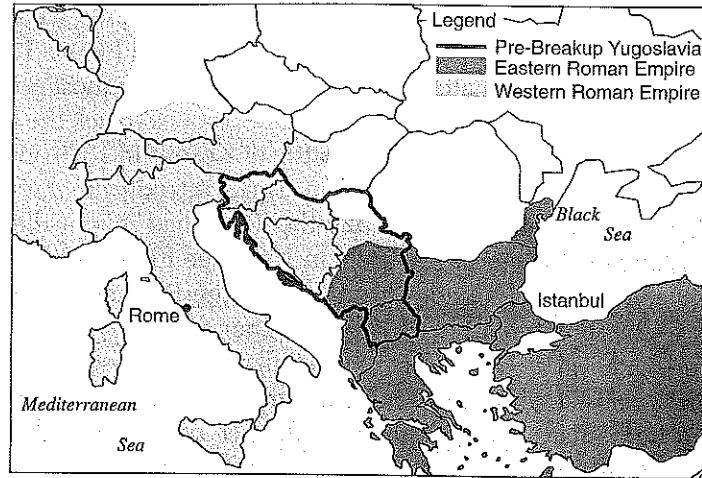 Legend
Pre-Breakup Yugoslavia
Eastern Roman Empire
Western Roman Empire
Black
Sea
Istanbul
Rome
Mediterranean
Sea